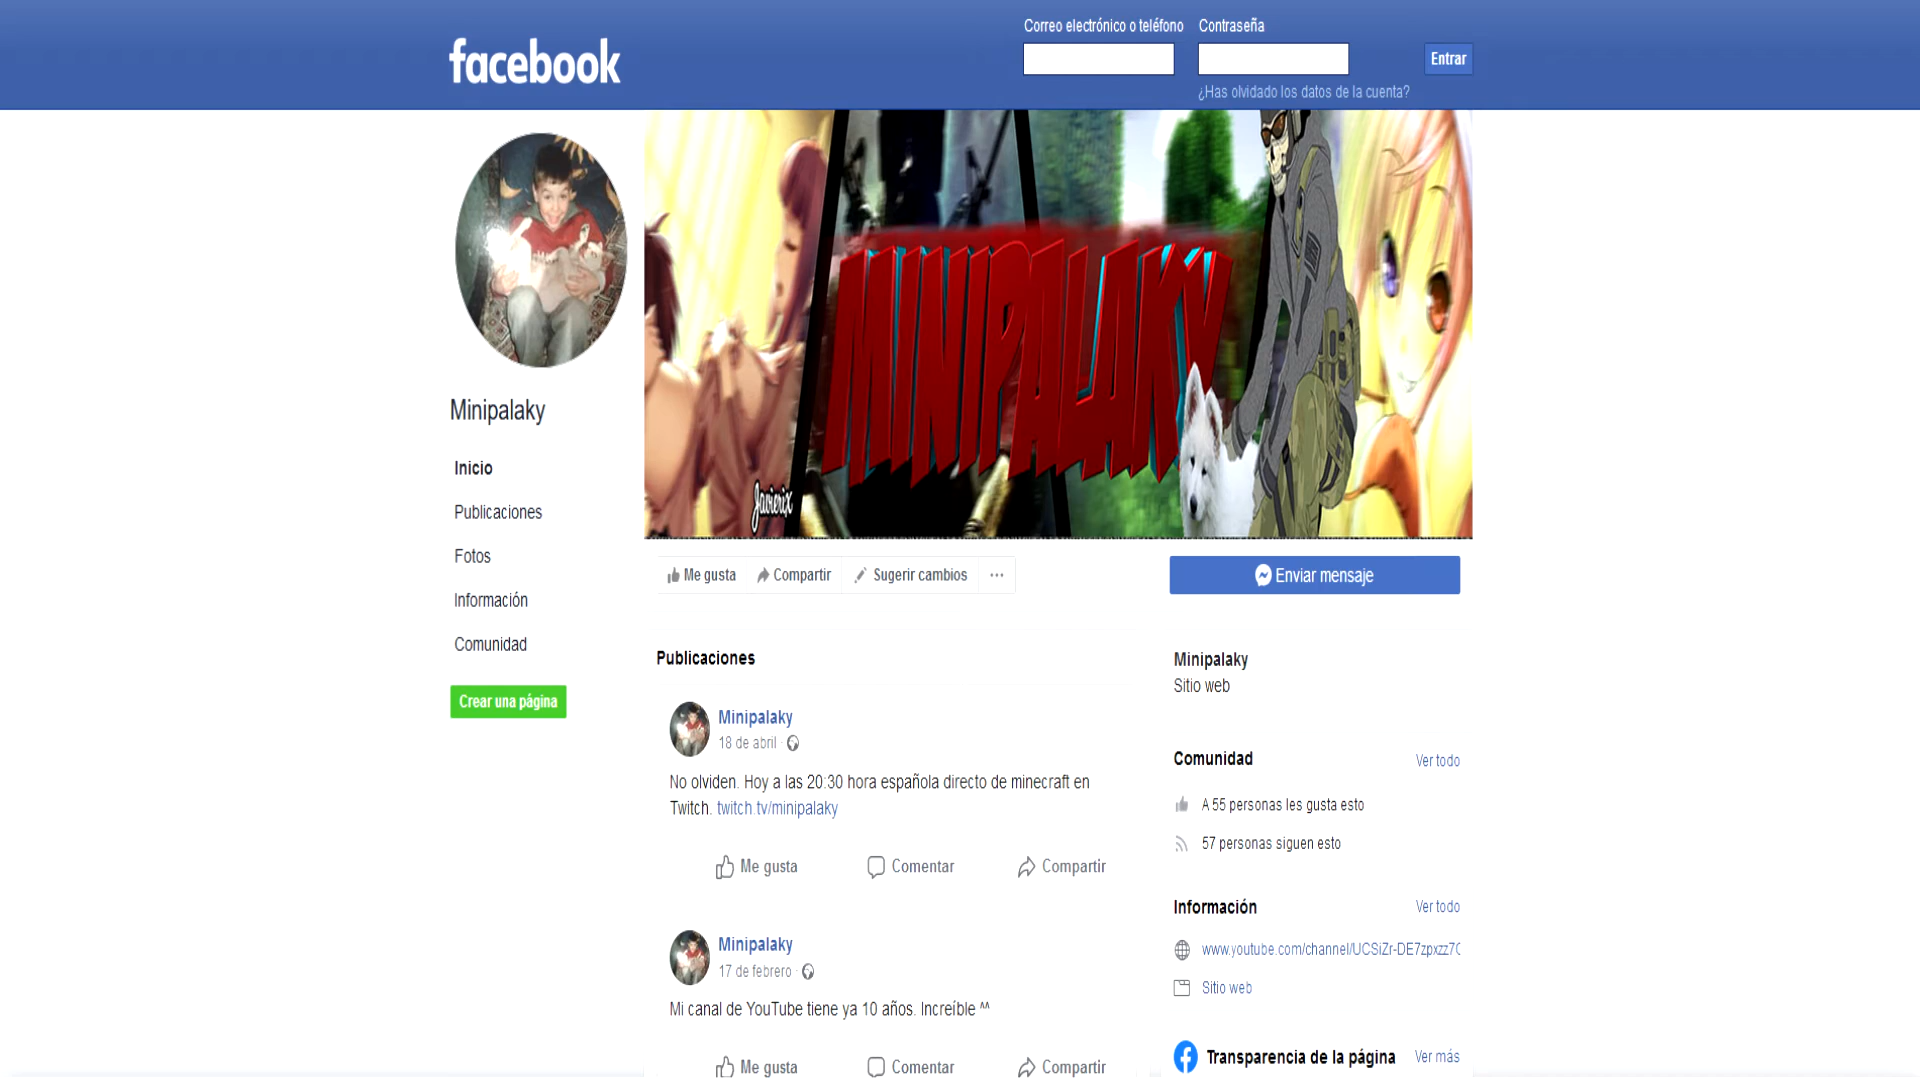 facebook
Correo electrónico o teléfono
Contraseña
Entrar
¿Has olvidado los datos de la cuenta?
MINIPALAKY
Javierix
Minipalaky
Inicio
Publicaciones
Fotos
Información
Comunidad
Crear una página
Me gusta
Compartir
Sugerir cambios
Enviar mensaje
Publicaciones
Minipalaky
18 de abril ·
No olviden. Hoy a las 20:30 hora española directo de minecraft en
Twitch. twitch.tv/minipalaky
Me gusta
Comentar
Compartir
Minipalaky
17 de febrero ·
Mi canal de YouTube tiene ya 10 años. Increíble ^^
Me gusta
Comentar
Compartir
Minipalaky
Sitio web
Comunidad
Ver todo
A 55 personas les gusta esto
57 personas siguen esto
Información
Ver todo
www.youtube.com/channel/UCSiZr-DE7zpxzz7
Sitio web
Transparencia de la página
Ver más